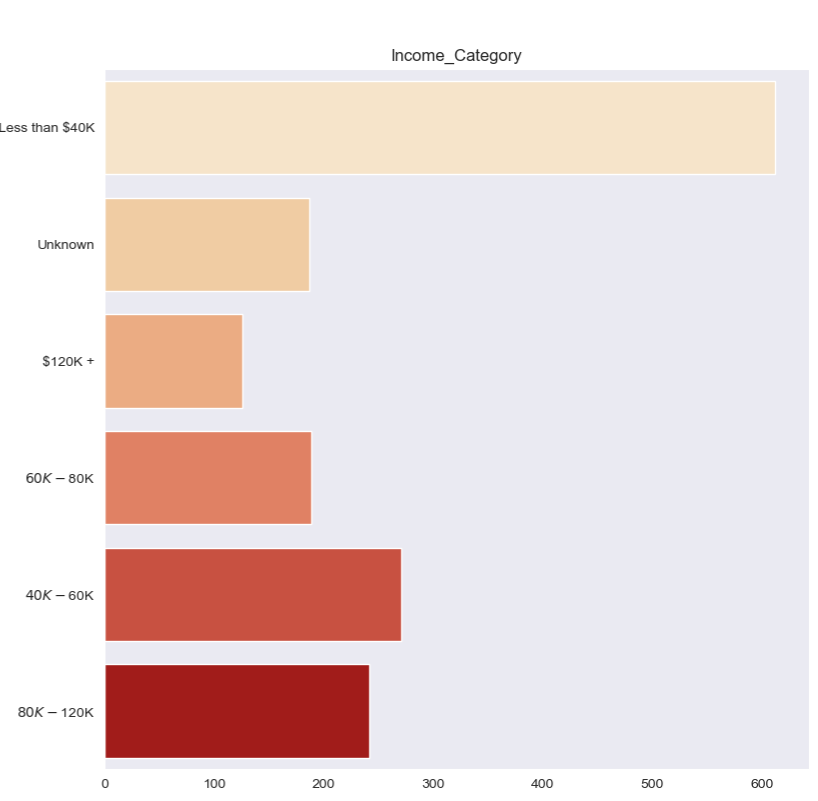 Income_Category
Less than $40K
Unknown
$120K +
60K − 80K
40K − 60K
80K − 120K
0 100 200 300 400 500 600